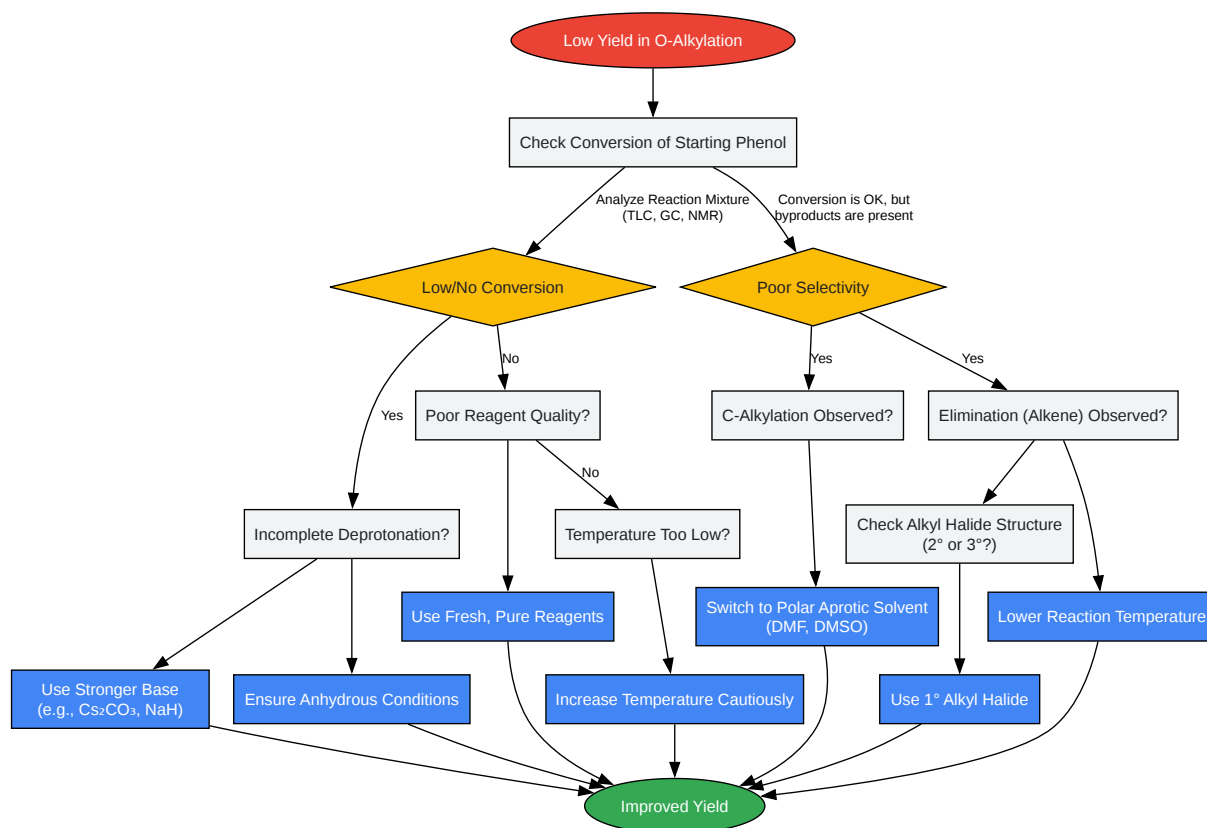 Low Yield in O-Alkylation
Check Conversion of Starting Phenol
Analyze Reaction Mixture
(TLC, GC, NMR)
Conversion is OK, but
byproducts are present
Low/No Conversion
Poor Selectivity
No
Yes
Yes
Poor Reagent Quality?
C-Alkylation Observed?
Elimination (Alkene) Observed?
Yes
No
Incomplete Deprotonation?
Temperature Too Low?
Check Alkyl Halide Structure
(2° or 3°?)
Use Fresh, Pure Reagents
Switch to Polar Aprotic Solvent
(DMF, DMSO)
Lower Reaction Temperature
Use Stronger Base
(e.g., Cs₂CO₃, NaH)
Ensure Anhydrous Conditions
Increase Temperature Cautiously
Use 1° Alkyl Halide
Improved Yield